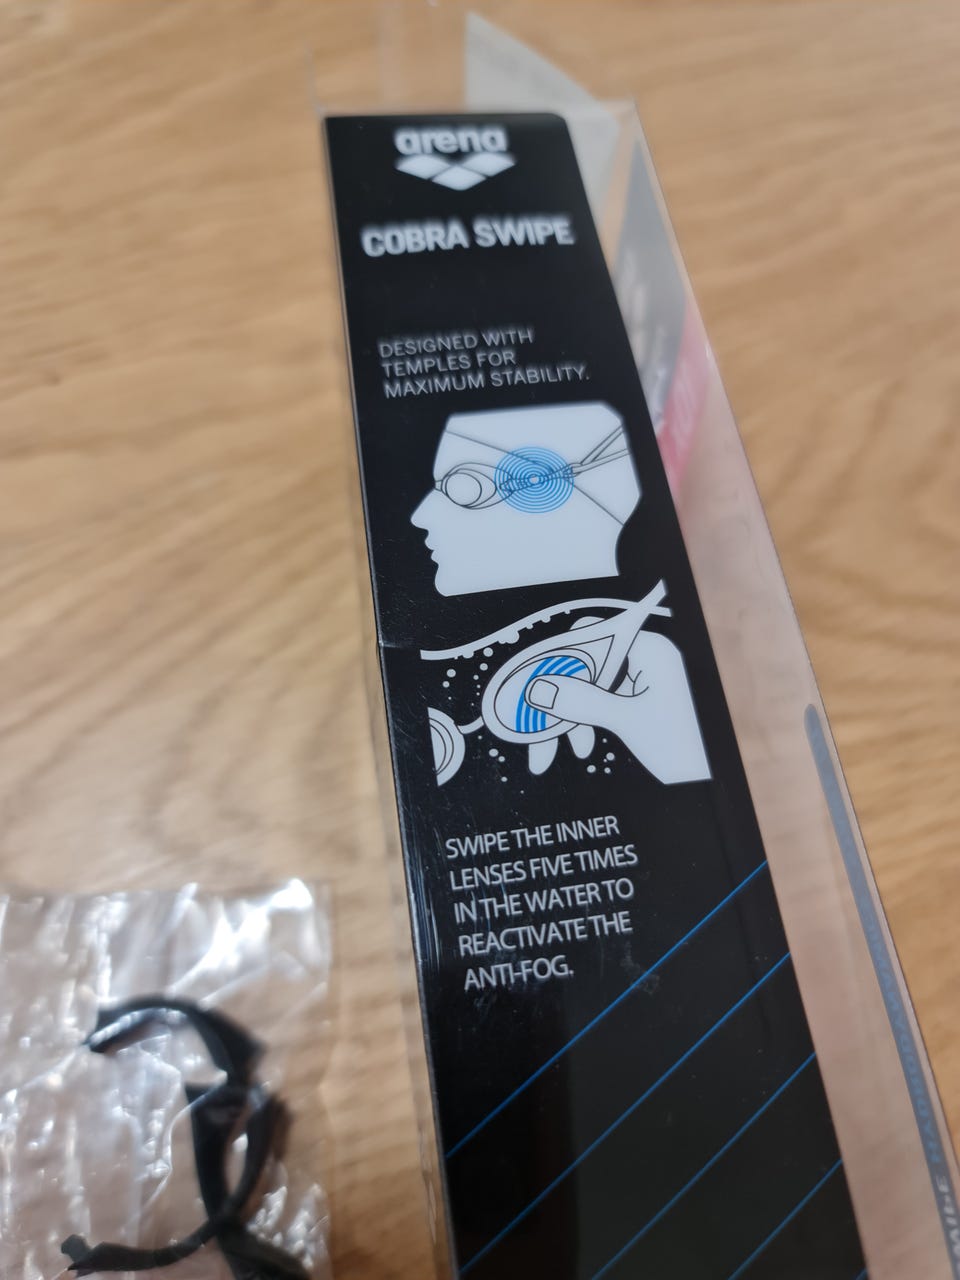 arena
COBRA SWIPE
DESIGNED WITH
TEMPLES FOR
MAXIMUM STABILITY.
SWIPE THE INNER
LENSES FIVE TIMES
IN THE WATER TO
REACTIVATE THE
ANTI-FOG.